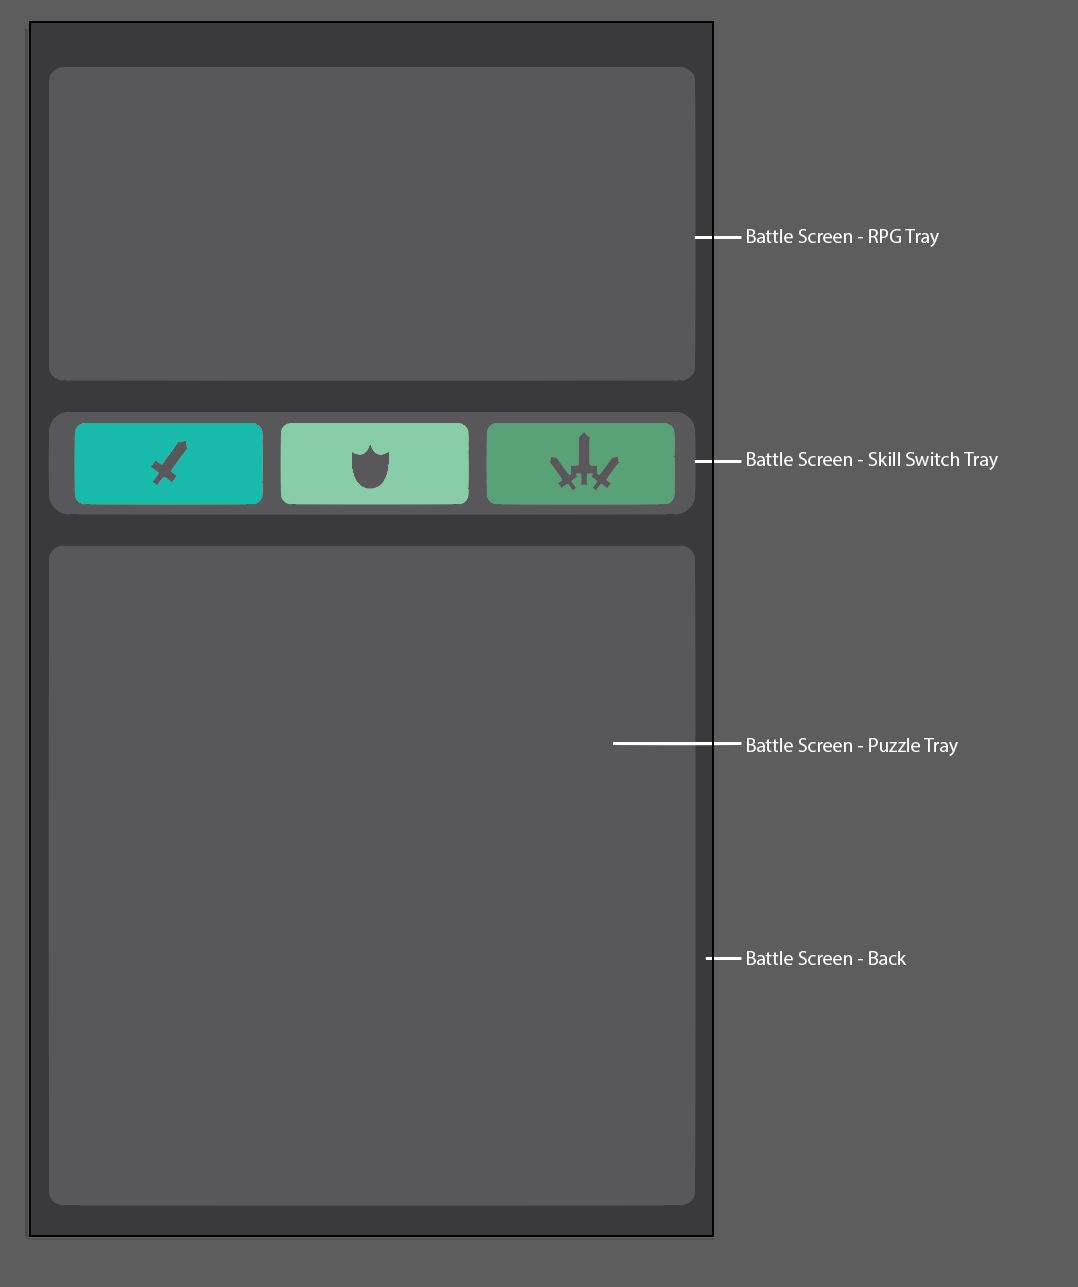 Battle Screen - RPG Tray
Battle Screen - Skill Switch Tray
Battle Screen - Puzzle Tray
Battle Screen - Back